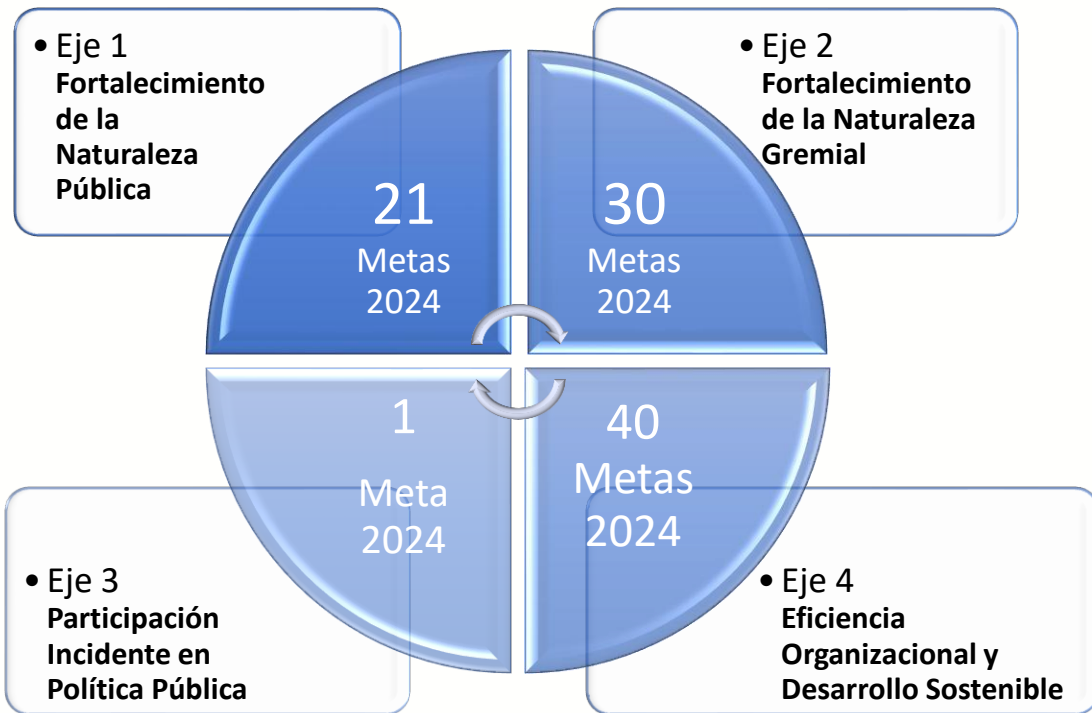 • Eje 1
Fortalecimiento
de la
Naturaleza
Pública
21
Metas
2024
• Eje 2
Fortalecimiento
de la Naturaleza
Gremial
30
Metas
2024
1
Meta
2024
• Eje 3
Participación
Incidente en
Política Pública
40
Metas
2024
• Eje 4
Eficiencia
Organizacional y
Desarrollo Sostenible